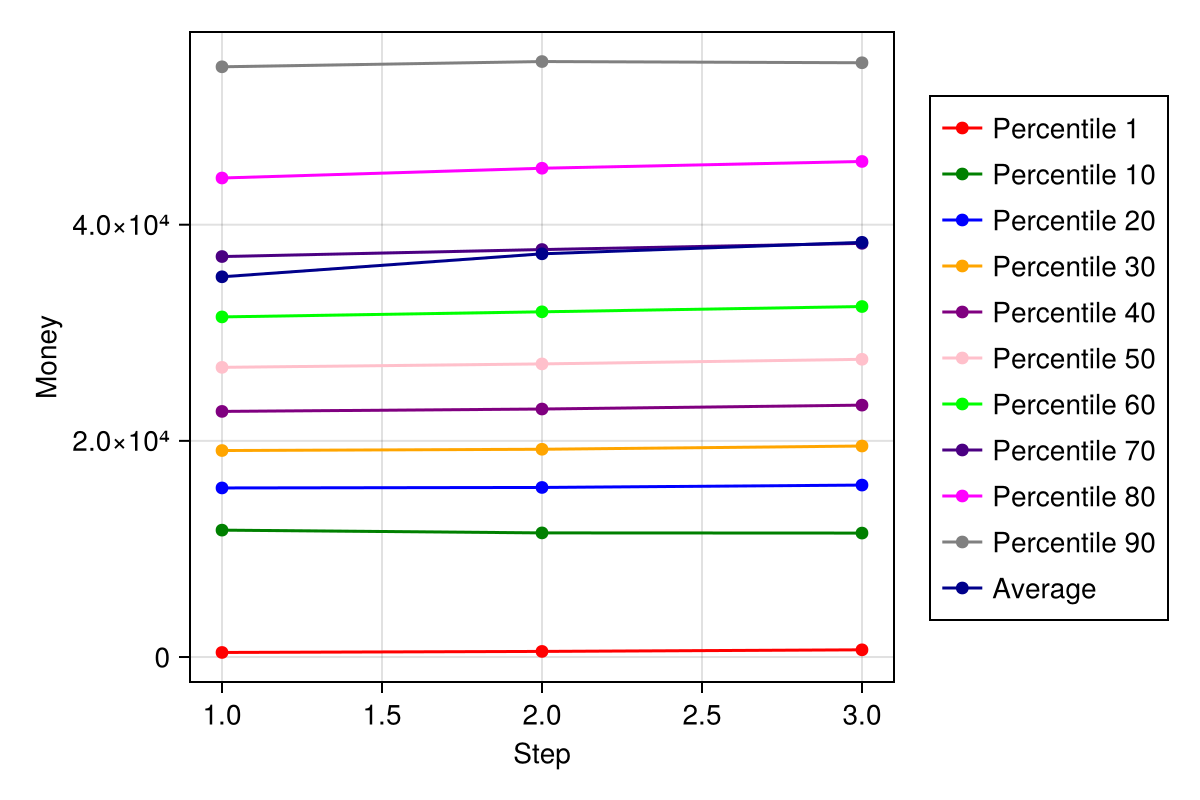 Money
4.0×10⁴
2.0×10⁴
0
1.0 1.5 2.0 2.5 3.0
Step
Percentile 1
Percentile 10
Percentile 20
Percentile 30
Percentile 40
Percentile 50
Percentile 60
Percentile 70
Percentile 80
Percentile 90
Average